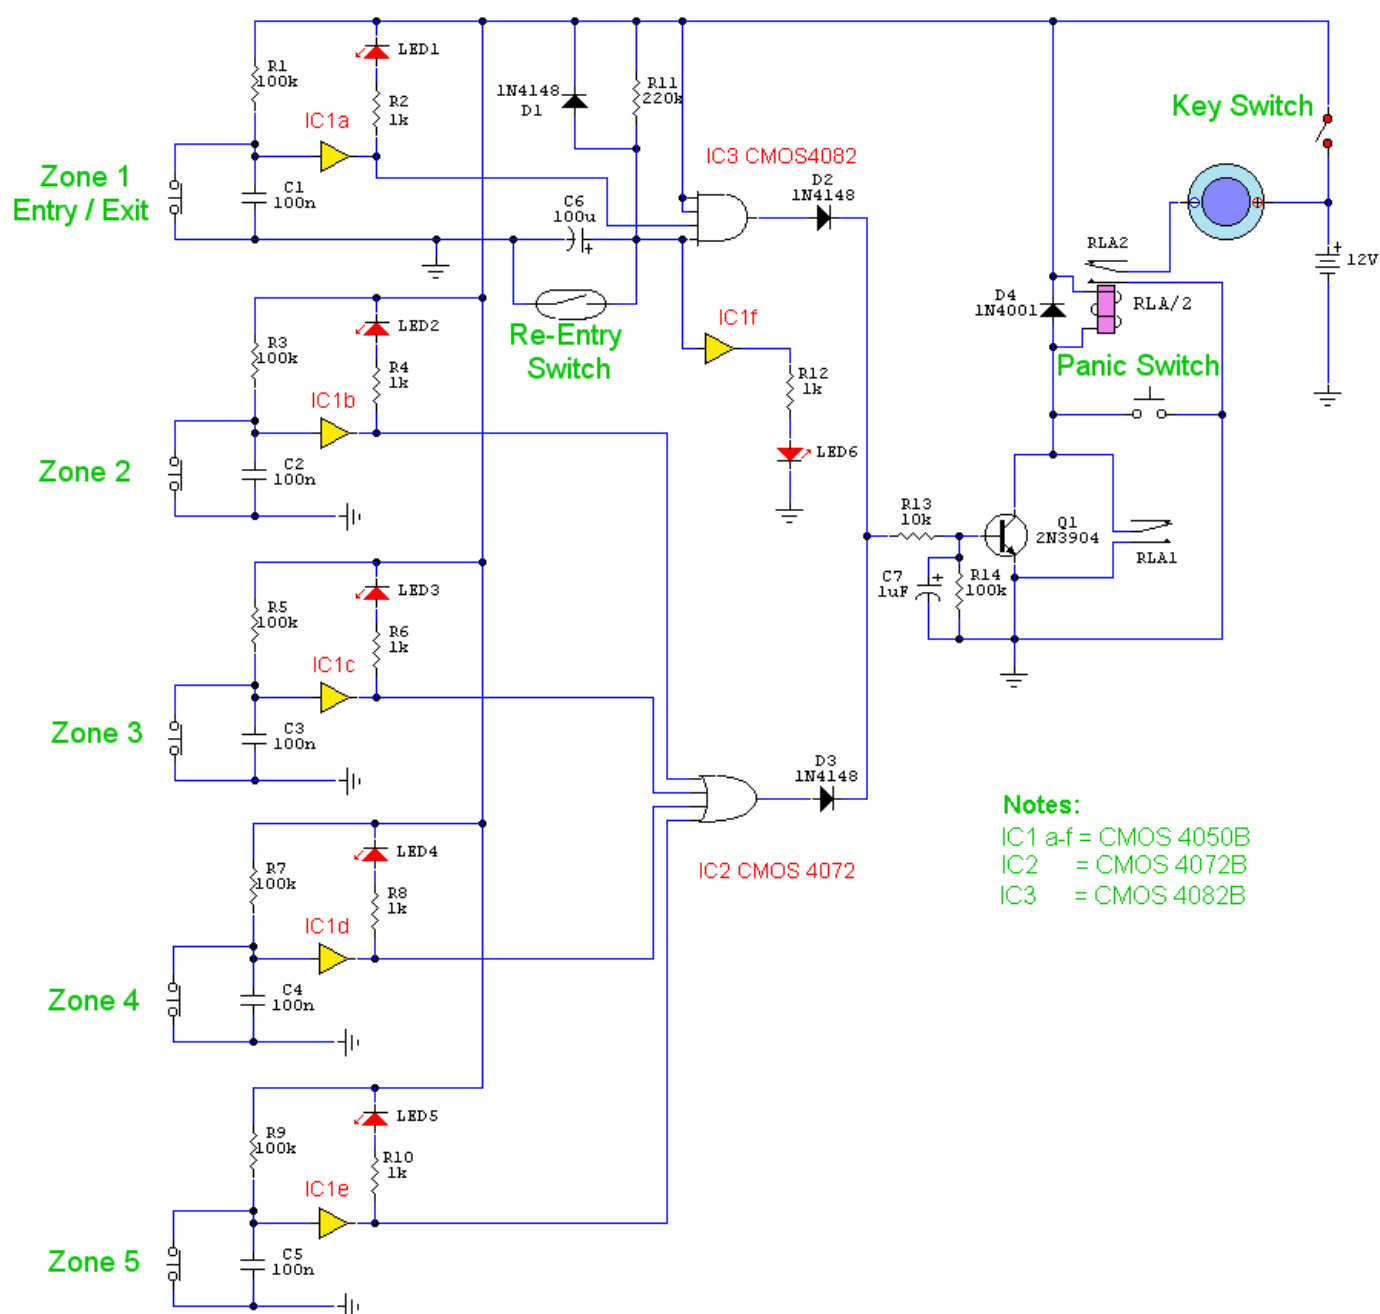 LED1
R1
100k
R2
1k
IC1a
Zone 1
Entry / Exit
C1
100n
1N4148
D1
R11
220k
IC3 CMOS4082
D2
1N4148
C6
100u
+
Key Switch
RLA2
+
12V
D4
1N4001
RLA/2
Panic Switch
Re-Entry
Switch
IC1f
R12
1k
LED6
LED2
R3
100k
R4
1k
IC1b
Zone 2
C2
100n
R13
10k
Q1
2N3904
RLA1
C7
1uF
+
R14
100k
LED3
R5
100k
R6
1k
IC1c
Zone 3
C3
100n
D3
1N4148
IC2 CMOS 4072
LED4
R7
100k
R8
1k
IC1d
Zone 4
C4
100n
LED5
R9
100k
R10
1k
IC1e
Zone 5
C5
100n
Notes:
IC1 a-f = CMOS 4050B
IC2 = CMOS 4072B
IC3 = CMOS 4082B